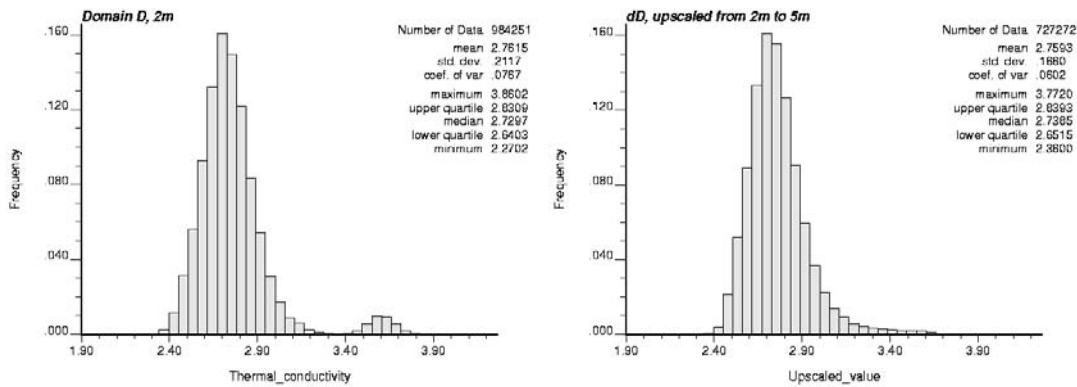 Domain D, 2m
Number of Data 984251
mean 2.7615
std. dev. .2117
coef. of var .0767
maximum 3.8602
upper quartile 2.8309
median 2.7297
lower quartile 2.6403
minimum 2.2702
Frequency
.160
.120
.080
.040
.000
1.90 2.40 2.90 3.40 3.90
Thermal_conductivity
dD, upscaled from 2m to 5m
Number of Data 727272
mean 2.7593
std. dev. .1660
coef. of var .0602
maximum 3.7720
upper quartile 2.8393
median 2.7385
lower quartile 2.6515
minimum 2.3600
Frequency
.160
.120
.080
.040
.000
1.90 2.40 2.90 3.40 3.90
Upscaled_value